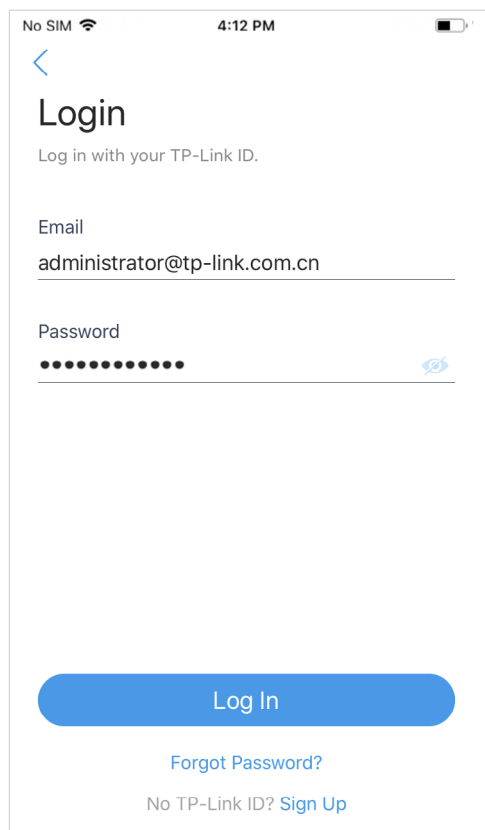 No SIM 4:12 PM
Login
Log in with your TP-Link ID.
Email
administrator@tp-link.com.cn
Password
••••••••••••
Log In
Forgot Password?
No TP-Link ID? Sign Up